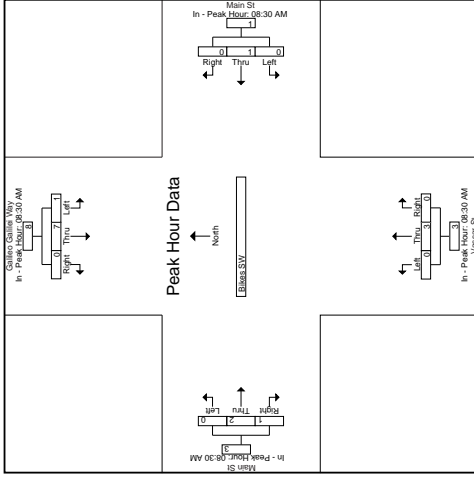 Main St
In - Peak Hour: 08:30 AM
1
0 1 0
Right Thru Left
Galileo Galilei Way
In - Peak Hour: 08:30 AM
8
0 7 1
Right Thru Left
Peak Hour Data
North
Bikes SW
Left Thru Right
0 3 0
3
In - Peak Hour: 08:30 AM
Vassar St
Left Thru Right
0 2 1
3
In - Peak Hour: 08:30 AM
Main St